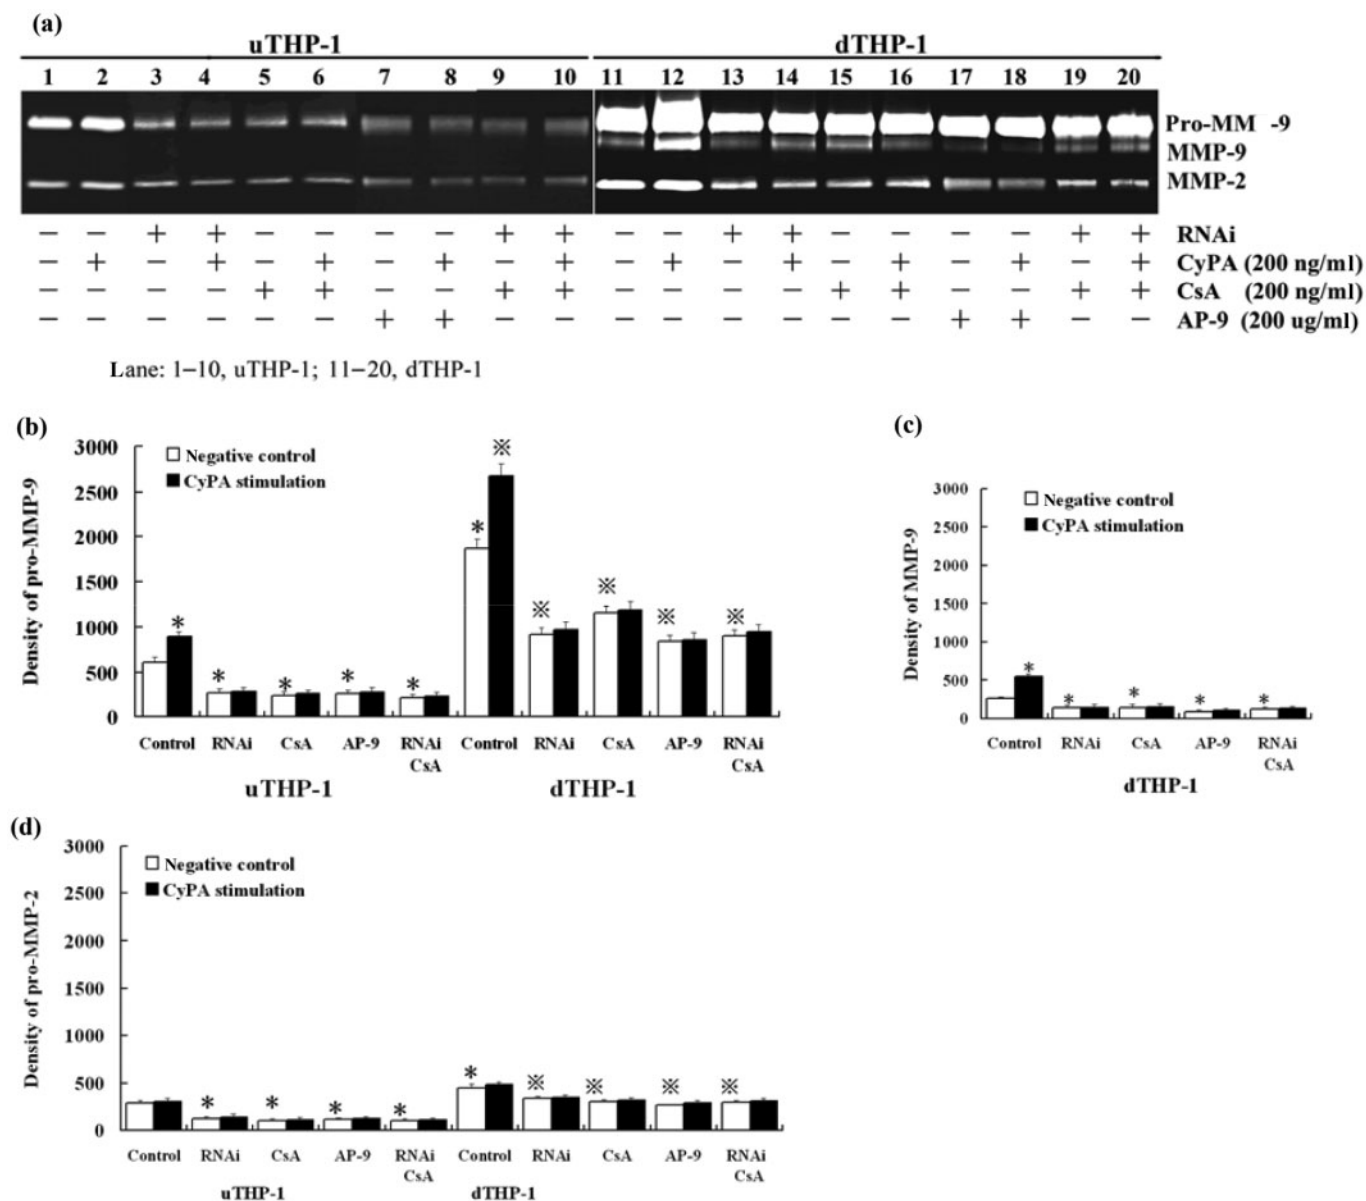 (a)
uTHP-1 dTHP-1
1 2 3 4 5 6 7 8 9 10 11 12 13 14 15 16 17 18 19 20
Pro-MM -9
MMP-9
MMP-2
− − + + − − − − + + − − + + − − − − + + RNAi
− + − + − + − + − + − + − + − + − + − + CyPA (200 ng/ml)
− − − − + + − − + + − − − − + + − − + + CsA (200 ng/ml)
− − − − − − + + − − − − − − − − + + − − AP-9 (200 ug/ml)
Lane: 1−10, uTHP-1; 11−20, dTHP-1
(b)
Density of pro-MMP-9
3000
2500
2000
1500
1000
500
0
Negative control
CyPA stimulation
* * * * * * ※ ※ ※ ※ ※
Control RNAi CsA AP-9 RNAi Control RNAi CsA AP-9 RNAi
CsA CsA
uTHP-1 dTHP-1
(c)
Density of MMP-9
3000
2500
2000
1500
1000
500
0
Negative control
CyPA stimulation
* * * * *
Control RNAi CsA AP-9 RNAi
CsA
dTHP-1
(d)
Density of pro-MMP-2
3000
2500
2000
1500
1000
500
0
Negative control
CyPA stimulation
* * * * * ※ ※ ※ ※
Control RNAi CsA AP-9 RNAi Control RNAi CsA AP-9 RNAi
CsA CsA
uTHP-1 dTHP-1